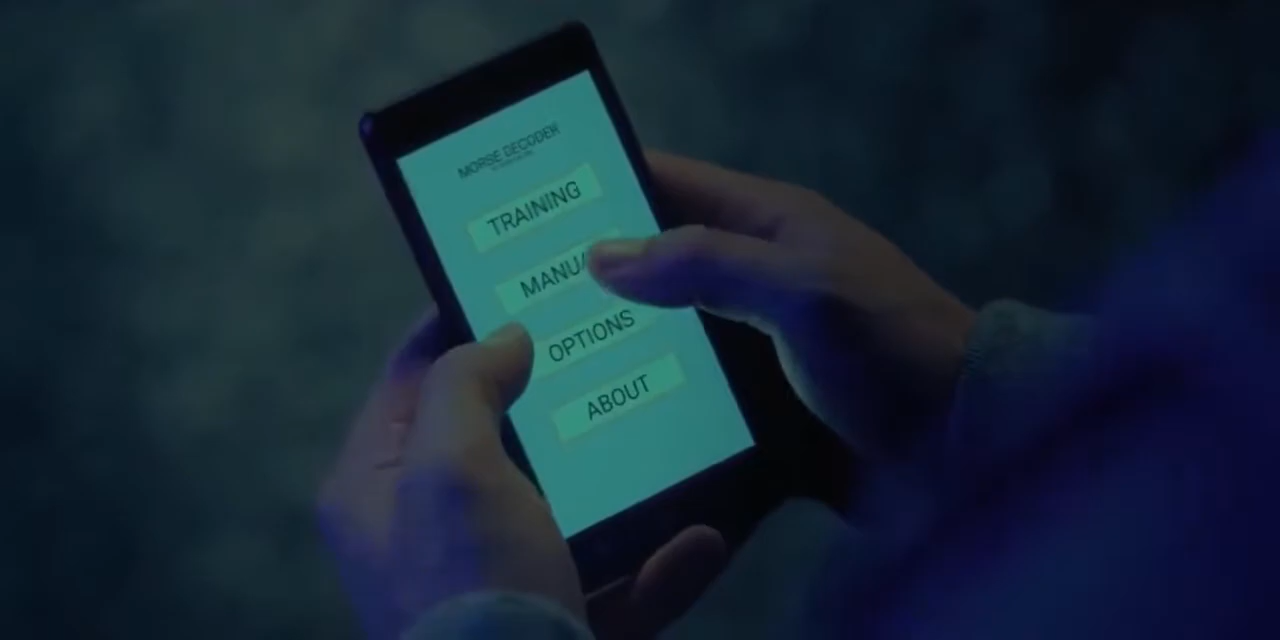 MORSE DECODER
TRAINING
MANUA
OPTIONS
ABOUT